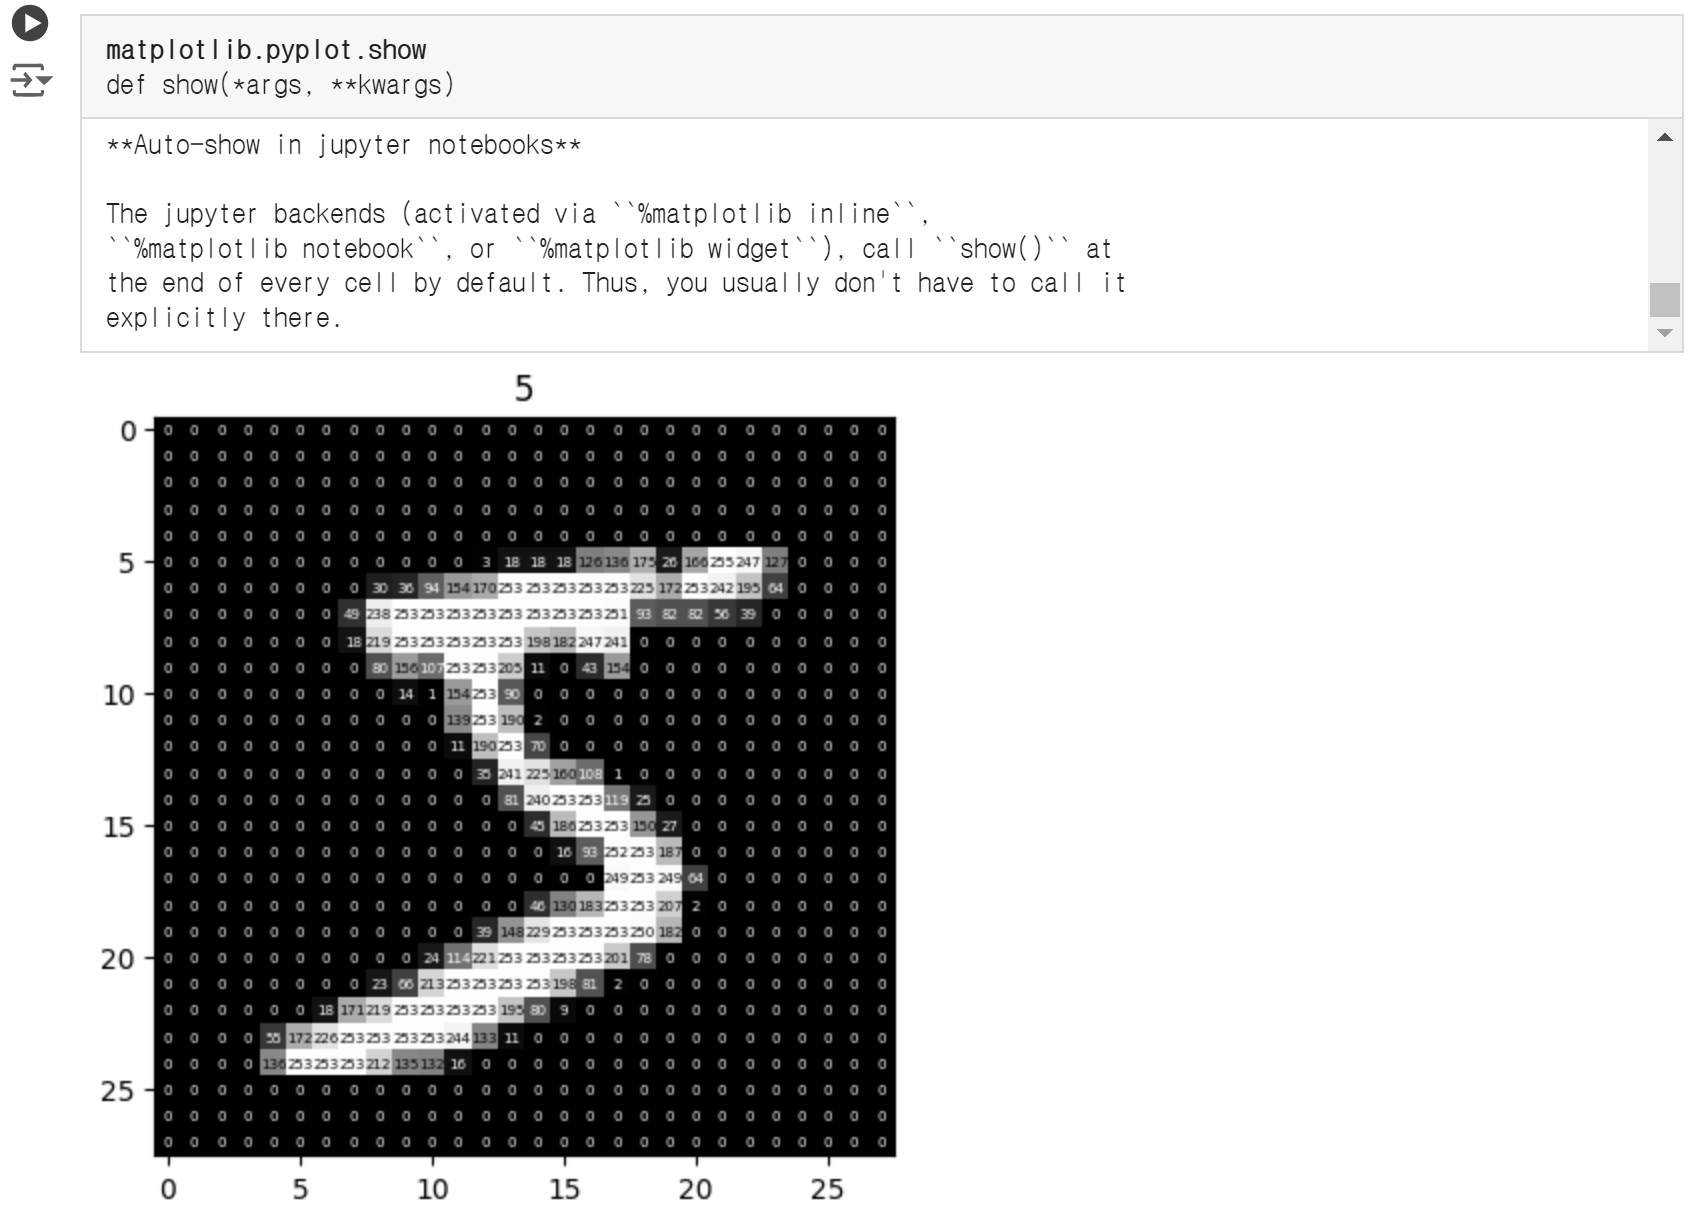 matplotlib.pyplot.show
def show(*args, **kwargs)
**Auto-show in jupyter notebooks**
The jupyter backends (activated via ``%matplotlib inline``,
``%matplotlib notebook``, or ``%matplotlib widget``), call ``show()`` at
the end of every cell by default. Thus, you usually don't have to call it
explicitly there.
5
0 0 0 0 0 0 0 0 0 0 0 0 0 0 0 0 0 0 0 0 0 0 0 0 0 0 0 0 0
0 0 0 0 0 0 0 0 0 0 0 0 0 0 0 0 0 0 0 0 0 0 0 0 0 0 0 0
0 0 0 0 0 0 0 0 0 0 0 0 0 0 0 0 0 0 0 0 0 0 0 0 0 0 0 0
0 0 0 0 0 0 0 0 0 0 0 0 0 0 0 0 0 0 0 0 0 0 0 0 0 0 0 0
0 0 0 0 0 0 0 0 0 0 0 0 0 0 0 0 0 0 0 0 0 0 0 0 0 0 0 0
5 0 0 0 0 0 0 0 0 0 0 0 0 3 18 18 18 126 136 175 26 166 255 247 127 0 0 0 0
0 0 0 0 0 0 0 0 30 36 94 154 170 253 253 253 253 253 225 172 253 242 195 64 0 0 0 0
0 0 0 0 0 0 0 49 238 253 253 253 253 253 253 253 253 251 93 82 82 56 39 0 0 0 0 0
0 0 0 0 0 0 0 18 219 253 253 253 253 253 198 182 247 241 0 0 0 0 0 0 0 0 0 0
0 0 0 0 0 0 0 0 80 156 107 253 253 205 11 0 43 154 0 0 0 0 0 0 0 0 0 0
10 0 0 0 0 0 0 0 0 0 14 1 154 253 90 0 0 0 0 0 0 0 0 0 0 0 0 0 0
0 0 0 0 0 0 0 0 0 0 0 139 253 190 2 0 0 0 0 0 0 0 0 0 0 0 0 0
0 0 0 0 0 0 0 0 0 0 0 11 190 253 70 0 0 0 0 0 0 0 0 0 0 0 0 0
0 0 0 0 0 0 0 0 0 0 0 0 35 241 225 160 108 1 0 0 0 0 0 0 0 0 0 0
0 0 0 0 0 0 0 0 0 0 0 0 0 81 240 253 253 119 25 0 0 0 0 0 0 0 0 0
15 0 0 0 0 0 0 0 0 0 0 0 0 0 0 45 186 253 253 150 27 0 0 0 0 0 0 0 0
0 0 0 0 0 0 0 0 0 0 0 0 0 0 0 16 93 252 253 187 0 0 0 0 0 0 0 0
0 0 0 0 0 0 0 0 0 0 0 0 0 0 0 0 0 249 253 249 64 0 0 0 0 0 0 0
0 0 0 0 0 0 0 0 0 0 0 0 0 0 46 130 183 253 253 207 2 0 0 0 0 0 0 0
0 0 0 0 0 0 0 0 0 0 0 0 39 148 229 253 253 253 250 182 0 0 0 0 0 0 0 0
20 0 0 0 0 0 0 0 0 0 0 24 114 221 253 253 253 253 201 78 0 0 0 0 0 0 0 0 0
0 0 0 0 0 0 0 0 23 66 213 253 253 253 253 198 81 2 0 0 0 0 0 0 0 0 0 0
0 0 0 0 0 0 18 171 219 253 253 253 253 195 80 9 0 0 0 0 0 0 0 0 0 0 0 0
0 0 0 0 55 172 226 253 253 253 253 244 133 11 0 0 0 0 0 0 0 0 0 0 0 0 0 0
0 0 0 0 136 253 253 253 212 135 132 16 0 0 0 0 0 0 0 0 0 0 0 0 0 0 0 0
25 0 0 0 0 0 0 0 0 0 0 0 0 0 0 0 0 0 0 0 0 0 0 0 0 0 0 0 0
0 0 0 0 0 0 0 0 0 0 0 0 0 0 0 0 0 0 0 0 0 0 0 0 0 0 0 0
0 0 0 0 0 0 0 0 0 0 0 0 0 0 0 0 0 0 0 0 0 0 0 0 0 0 0 0
0 5 10 15 20 25